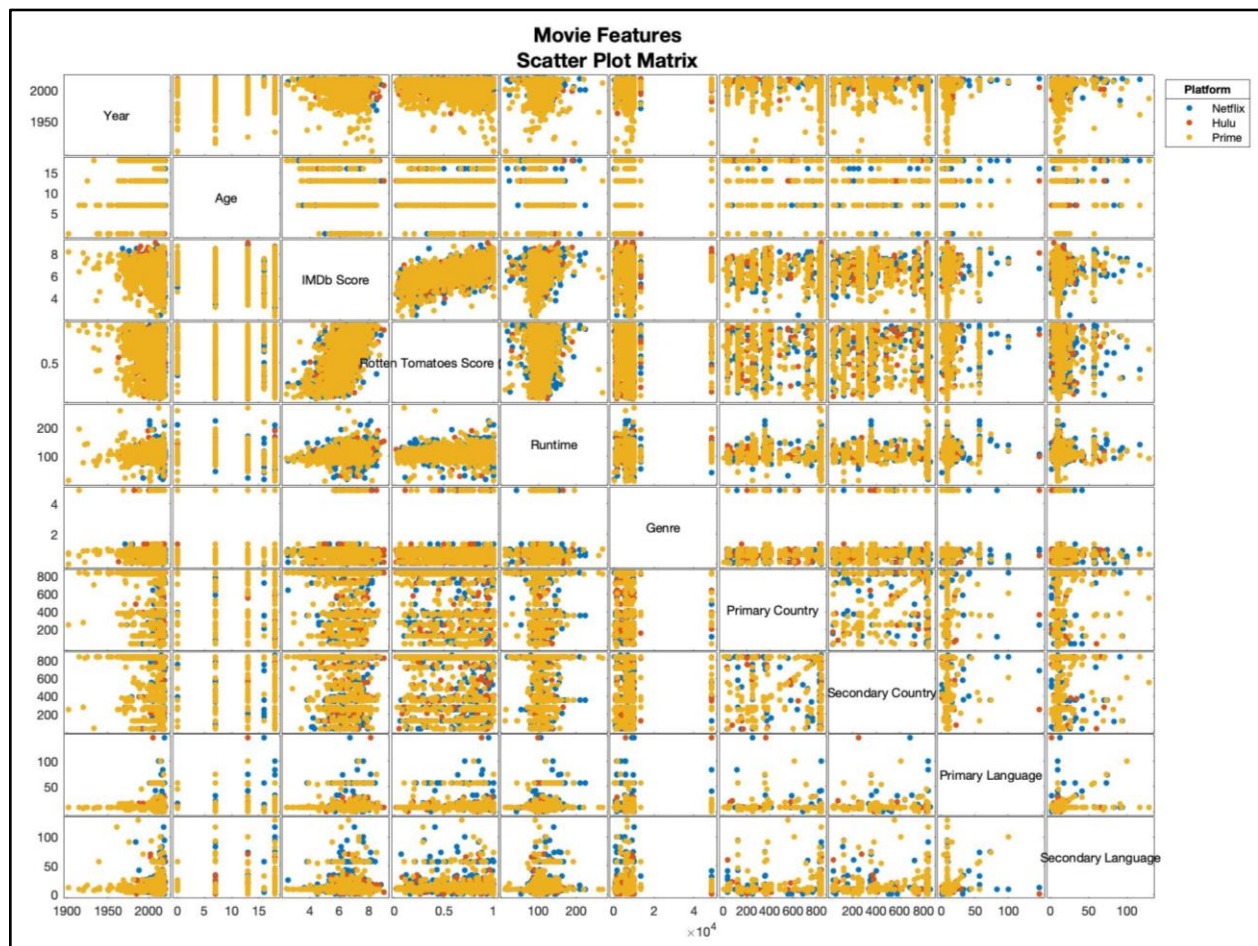 Movie Features
Scatter Plot Matrix
Platform
Netflix
Hulu
Prime
2000
1950
Year
15
10
5
Age
8
6
4
IMDb Score
0.5
Rotten Tomatoes Score (
200
100
Runtime
4
2
Genre
800
600
400
200
Primary Country
800
600
400
200
Secondary Country
100
50
Primary Language
100
50
0
Secondary Language
1900 1950 2000 0 5 10 15 4 6 8 0 0.5 1 100 200 0 2 4 0 200 400 600 800 200 400 600 800 0 50 100 0 50 100
×10⁴